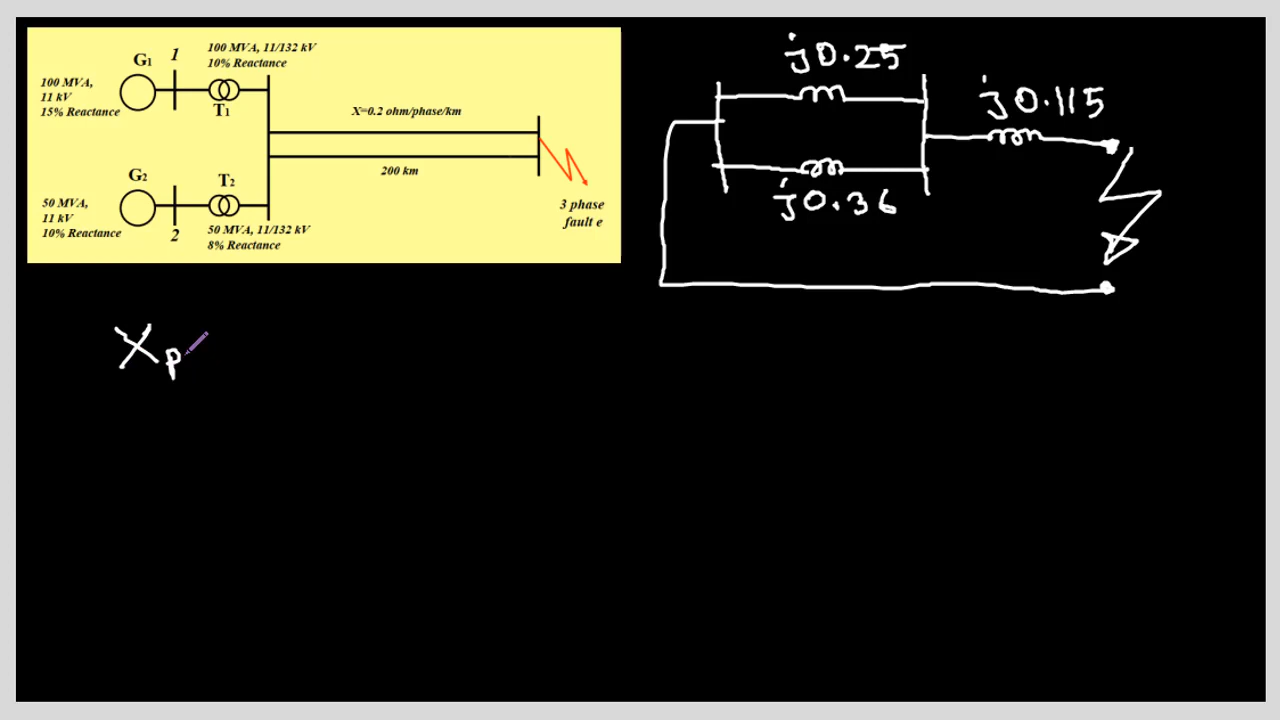 G1
1
100 MVA, 11/132 kV
10% Reactance
100 MVA,
11 kV
15% Reactance
T1
X=0.2 ohm/phase/km
200 km
G2
T2
50 MVA,
11 kV
10% Reactance
2
50 MVA, 11/132 kV
8% Reactance
3 phase
fault e
j0.25
j0.115
j0.36
Xp